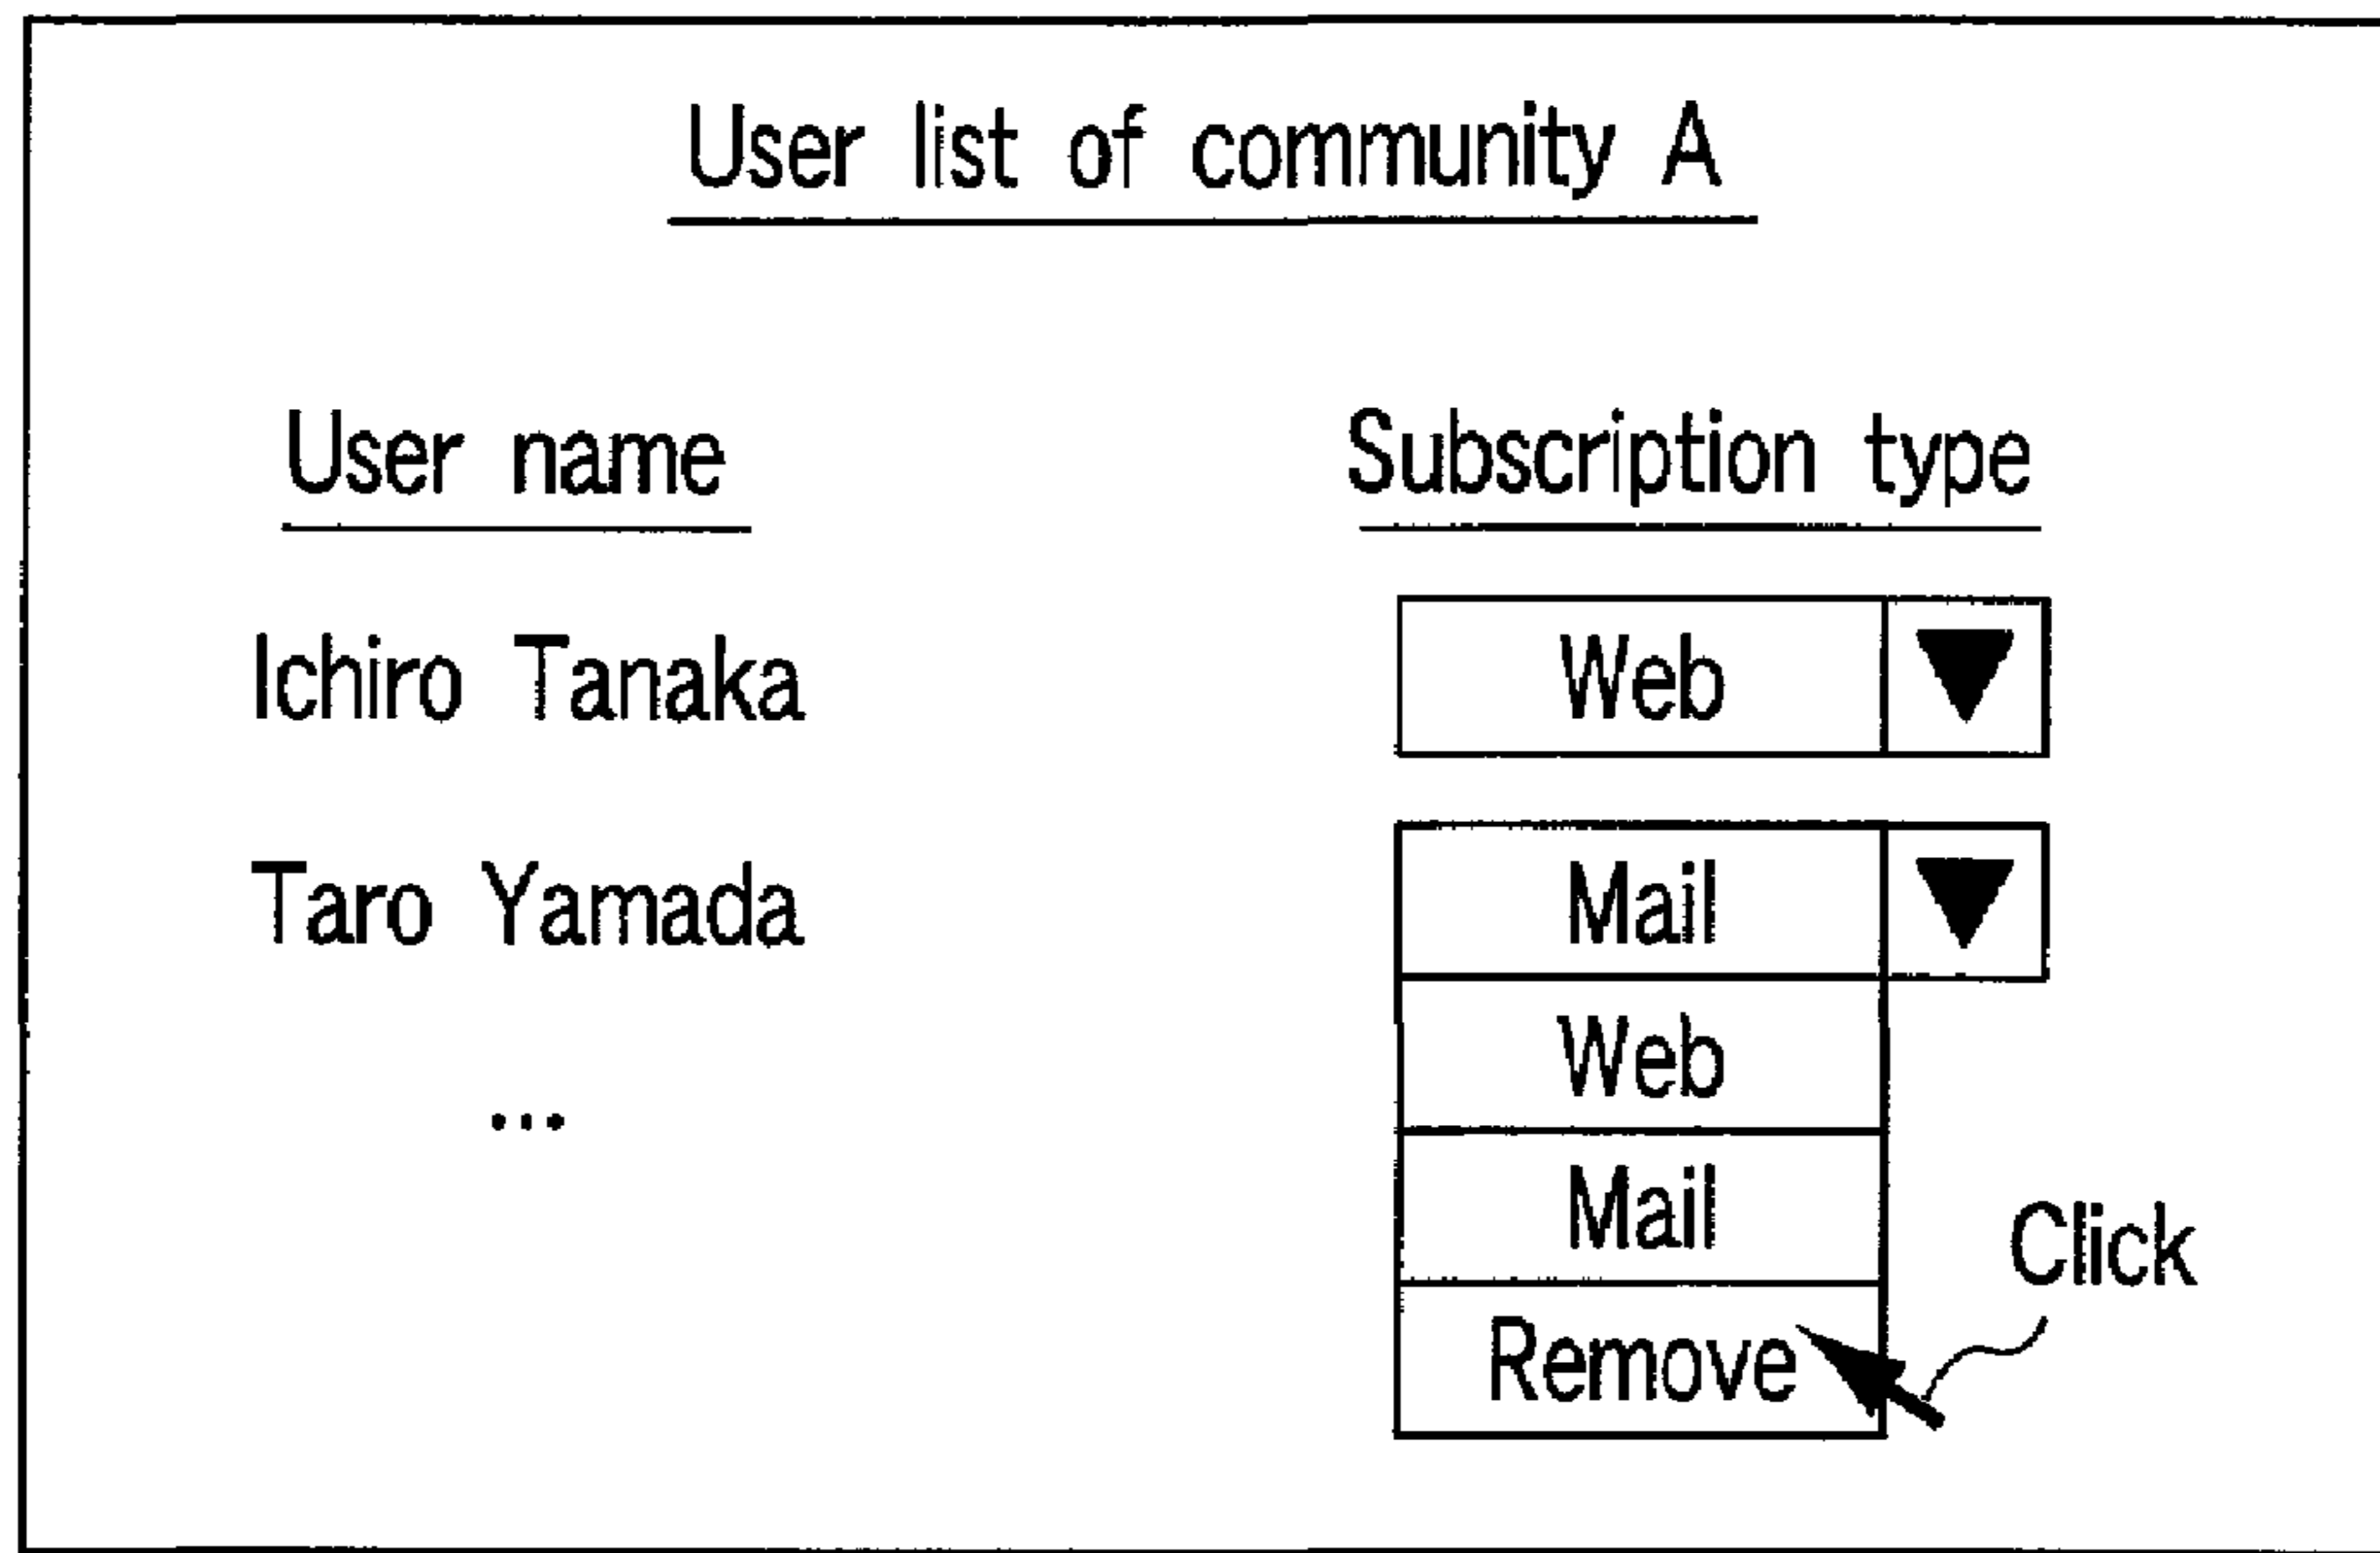 User list of community A
User name Subscription type
Ichiro Tanaka Web ▼
Taro Yamada Mail ▼
Web
...
Mail
Click
Remove